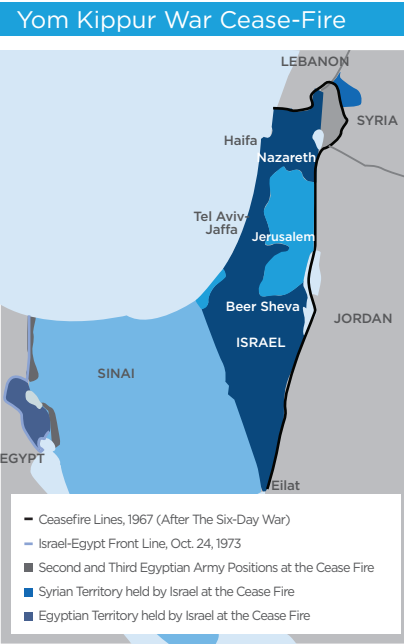 Yom Kippur War Cease-Fire
LEBANON
SYRIA
Haifa
Nazareth
Tel Aviv-
Jaffa
Jerusalem
Beer Sheva
JORDAN
ISRAEL
SINAI
EGYPT
Eilat
Ceasefire Lines, 1967 (After The Six-Day War)
Israel-Egypt Front Line, Oct. 24, 1973
Second and Third Egyptian Army Positions at the Cease Fire
Syrian Territory held by Israel at the Cease Fire
Egyptian Territory held by Israel at the Cease Fire